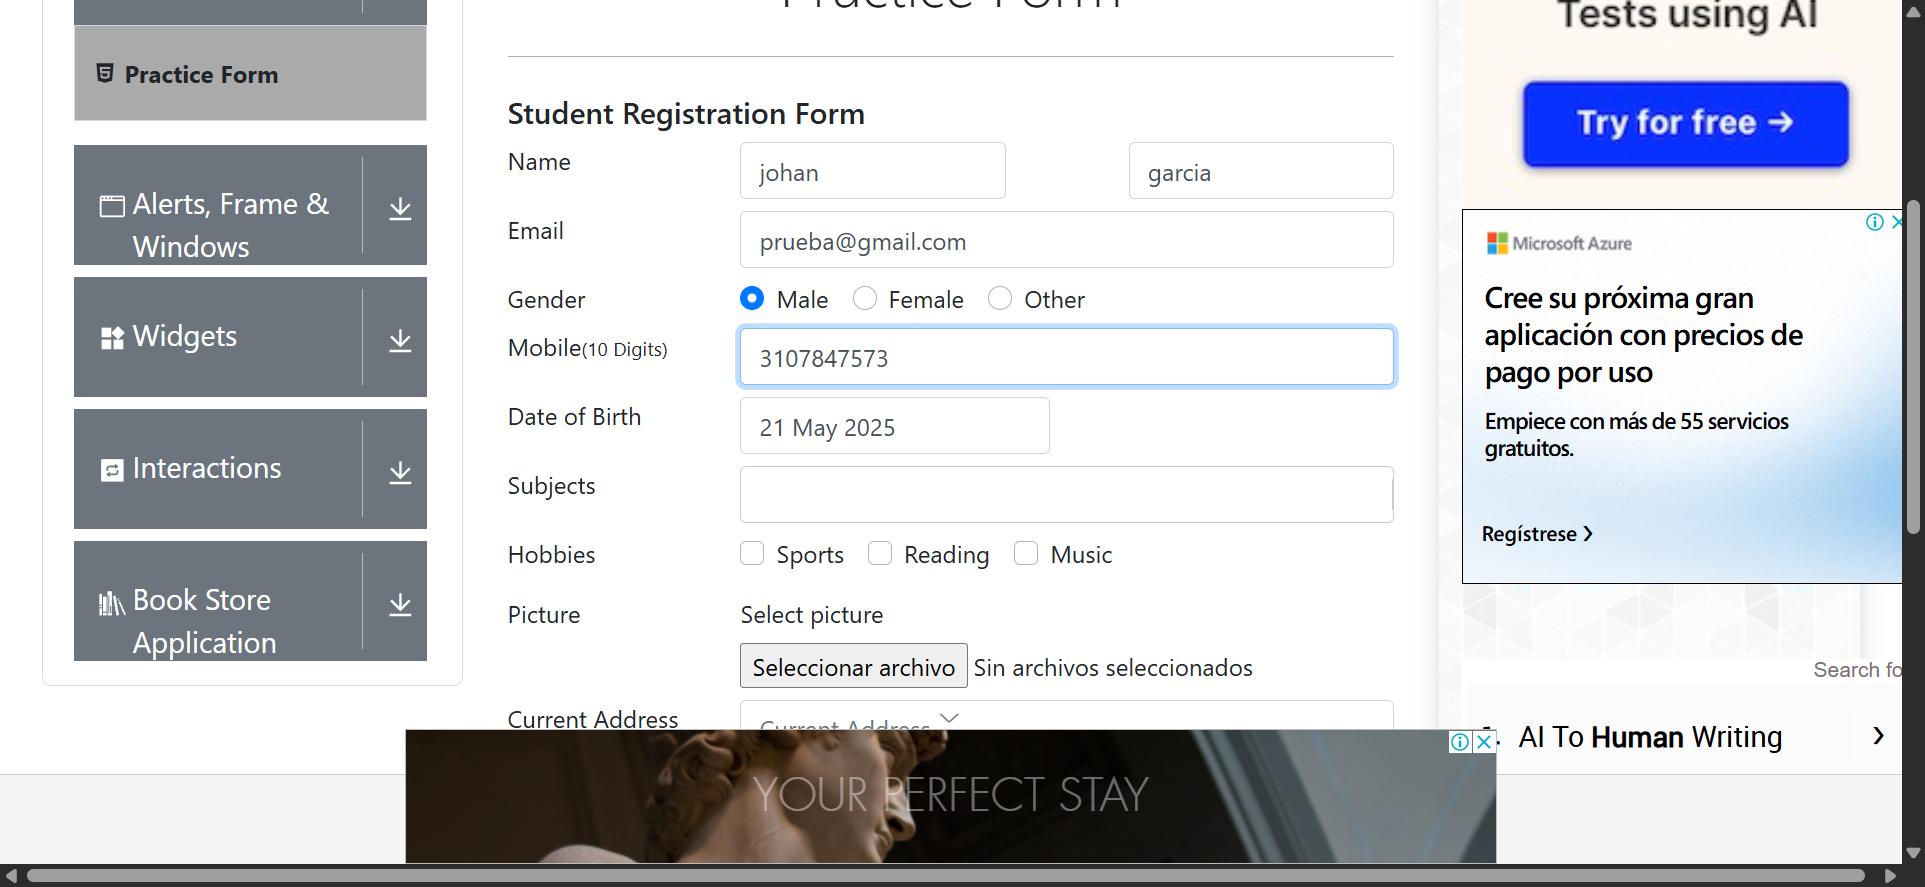 Practice Form
Practice Form
Alerts, Frame &
Windows
Widgets
Interactions
Book Store
Application
Student Registration Form
Name
johan
garcia
Email
prueba@gmail.com
Gender
Male
Female
Other
Mobile(10 Digits)
3107847573
Date of Birth
21 May 2025
Subjects
Hobbies
Sports
Reading
Music
Picture
Select picture
Seleccionar archivo
Sin archivos seleccionados
Current Address
Current Address
Tests using AI
Try for free →
Microsoft Azure
Cree su próxima gran
aplicación con precios de
pago por uso
Empiece con más de 55 servicios
gratuitos.
Regístrese
Search fo
AI To Human Writing
YOUR PERFECT STAY